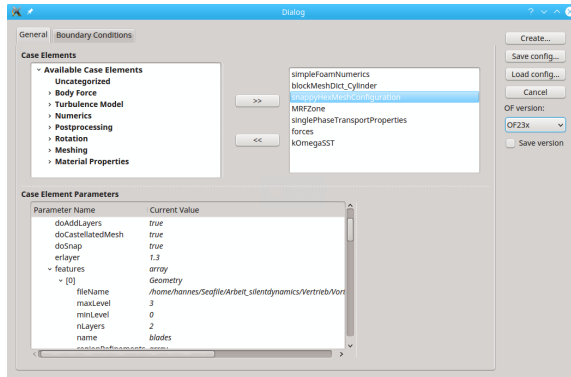 Dialog
General Boundary Conditions
Case Elements
Available Case Elements
Uncategorized
Body Force
Turbulence Model
Numerics
Postprocessing
Rotation
Meshing
Material Properties
>>
<<
simpleFoamNumerics
blockMeshDict_Cylinder
snappyHexMeshConfiguration
MRFZone
singlePhaseTransportProperties
forces
kOmegaSST
Create...
Save config...
Load config...
Cancel
OF version:
OF23x
Save version
Case Element Parameters
Parameter Name Current Value
doAddLayers true
doCastellatedMesh true
doSnap true
erlayer 1.3
features array
[0] Geometry
fileName /home/hannes/Seafile/Arbeit_silentdynamics/Vertrieb/Vort
maxLevel 3
minLevel 0
nLayers 2
name blades
regionRefinements array